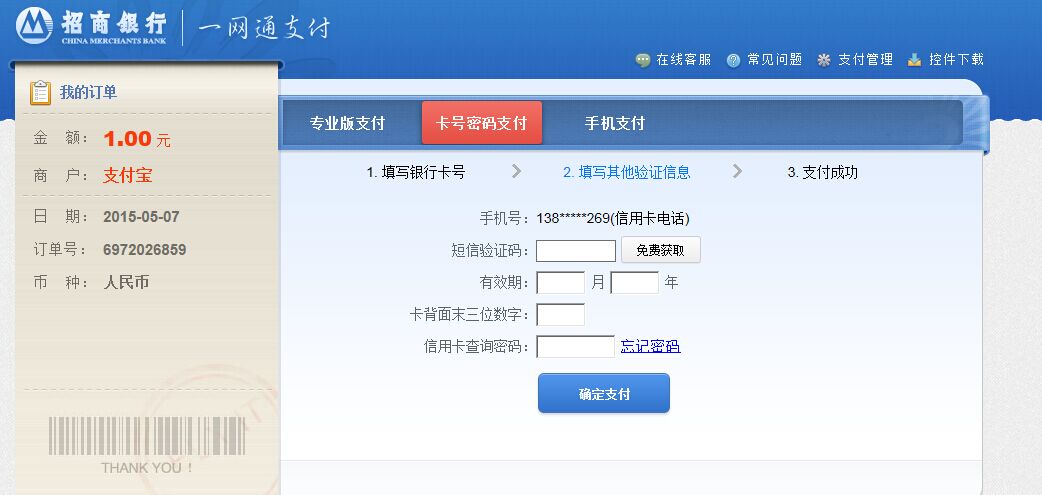 招商银行 一网通支付
CHINA MERCHANTS BANK
在线客服 常见问题 支付管理 控件下载
我的订单
金 额： 1.00 元
商 户： 支付宝
日 期： 2015-05-07
订单号： 6972026859
币 种： 人民币
THANK YOU !
专业版支付 卡号密码支付 手机支付
1. 填写银行卡号 2. 填写其他验证信息 3. 支付成功
手机号： 138*****269(信用卡电话)
短信验证码： 免费获取
有效期： 月 年
卡背面末三位数字：
信用卡查询密码： 忘记密码
确定支付